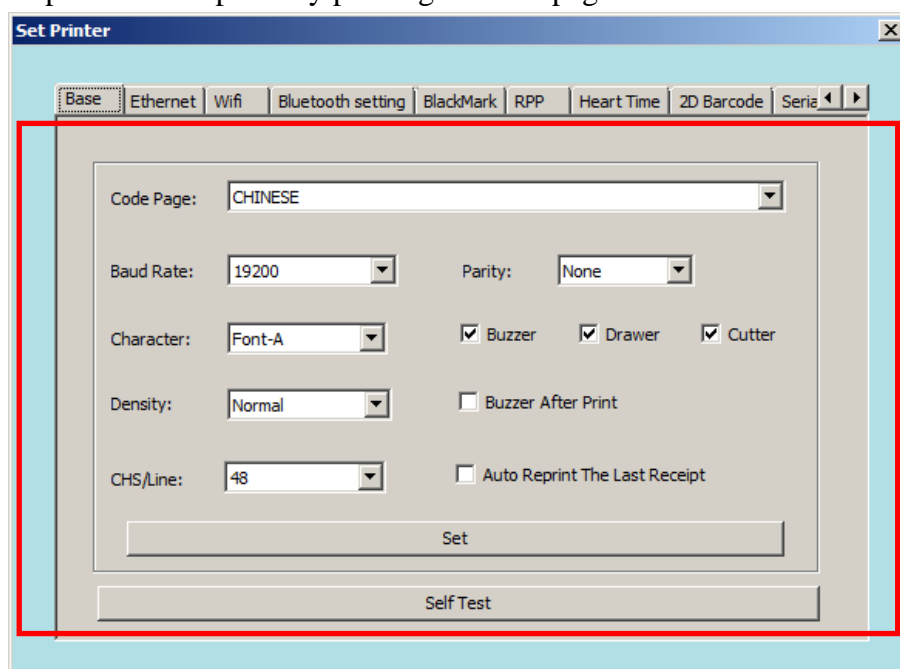 Set Printer
Base Ethernet Wifi Bluetooth setting BlackMark RPP Heart Time 2D Barcode
Code Page: CHINESE
Baud Rate: 19200 Parity: None
Character: Font-A Buzzer Drawer Cutter
Density: Normal Buzzer After Print
CHS/Line: 48 Auto Reprint The Last Receipt
Set
Self Test